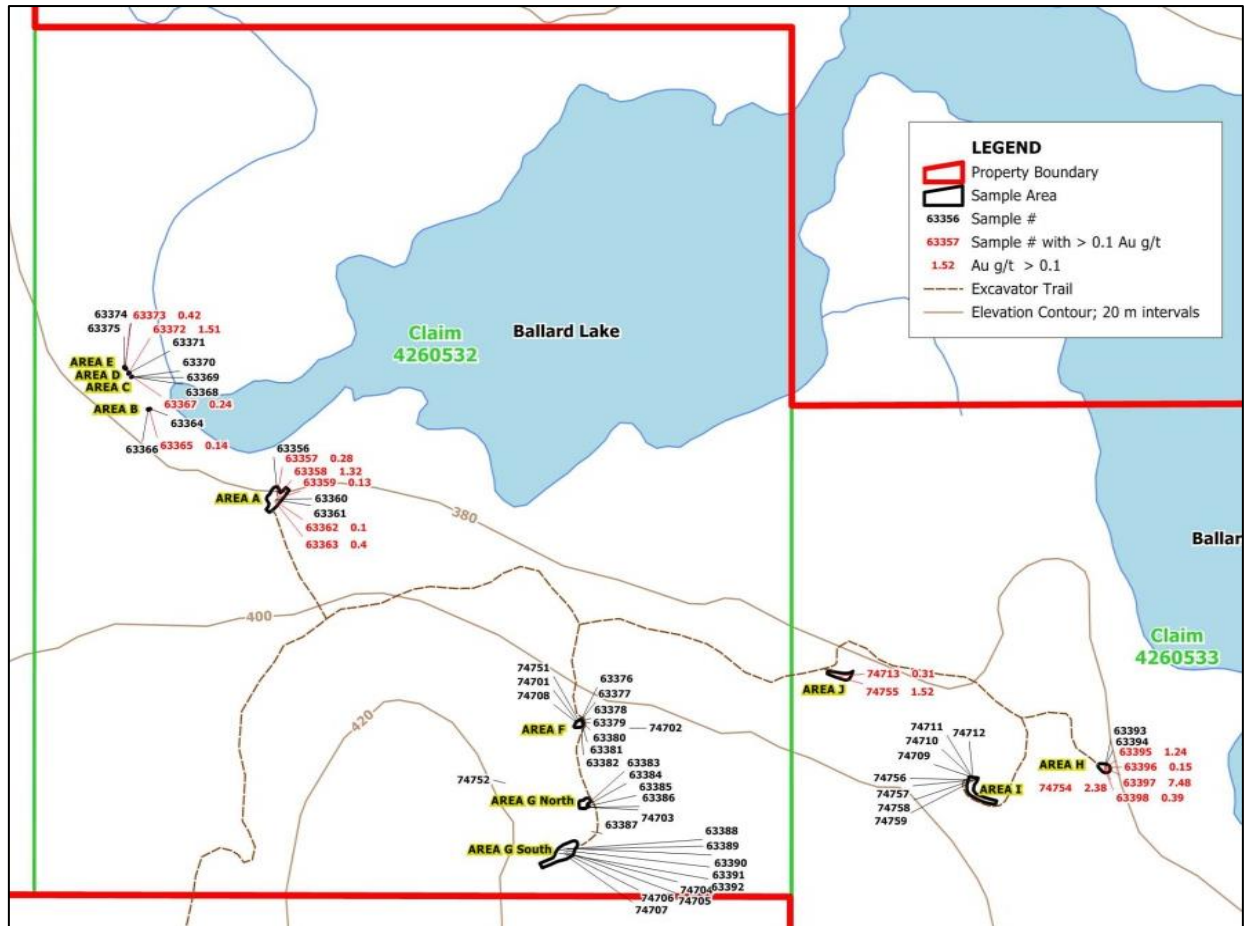 LEGEND
Property Boundary
Sample Area
63356 Sample #
63357 Sample # with > 0.1 Au g/t
1.52 Au g/t > 0.1
Excavator Trail
Elevation Contour; 20 m intervals
Claim
4260532
Ballard Lake
63374 63373 0.42
63375 63372 1.51
63371
AREA E
63370
AREA D
63369
AREA C
63368
63367 0.24
AREA B
63364
63366 63365 0.14
63356
63357 0.28
63358 1.32
63359 0.13
AREA A
63360
63361
63362 0.1
63363 0.4
380
400
420
Ballar
Claim
4260533
74751
74701
74708
63376
63377
63378
63379
74702
AREA F
63380
63381
63382
63383
63384
74752
63385
AREA G North
63386
74703
63387
AREA G South
63388
63389
63390
63391
63392
74704
74706 74705
74707
AREA J
74713 0.31
74755 1.52
74711
74710
74712
74709
74756
74757
74758
74759
AREA I
63393
63394
63395 1.24
AREA H
63396 0.15
74754 2.38
63397 7.48
63398 0.39